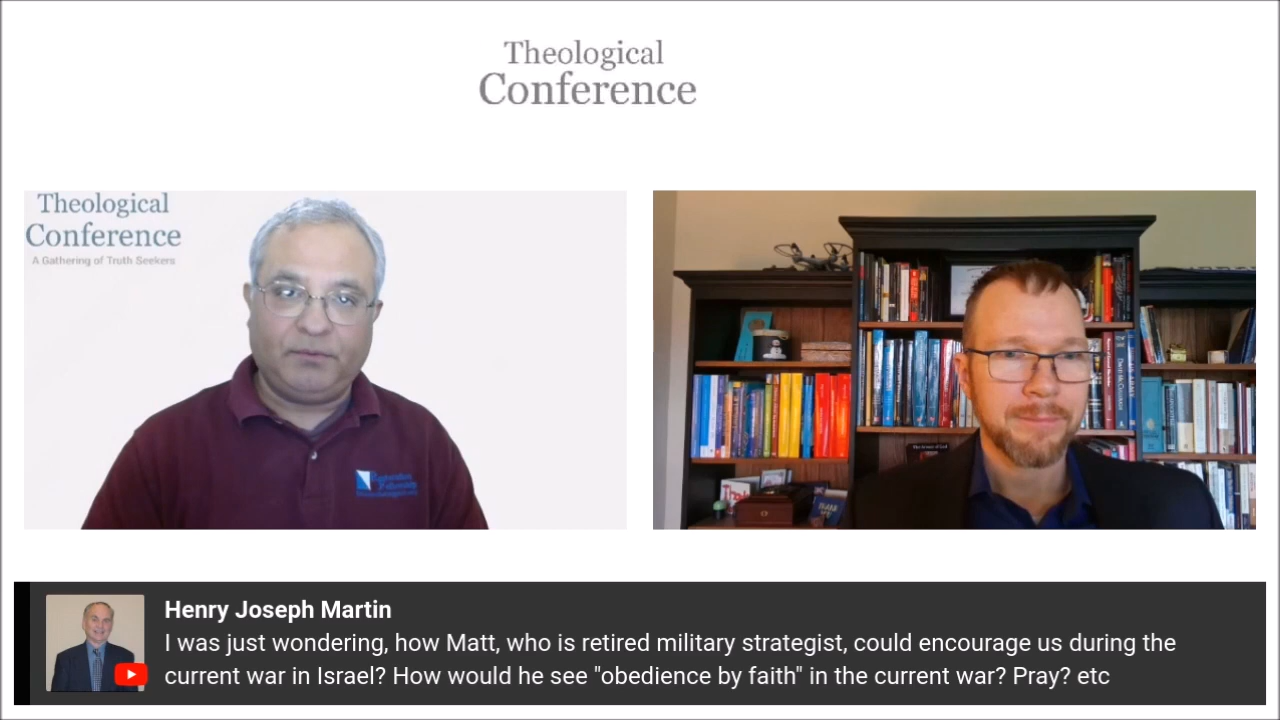 Theological
Conference
Theological
Conference
A Gathering of Truth Seekers
Henry Joseph Martin
I was just wondering, how Matt, who is retired military strategist, could encourage us during the
current war in Israel? How would he see "obedience by faith" in the current war? Pray? etc